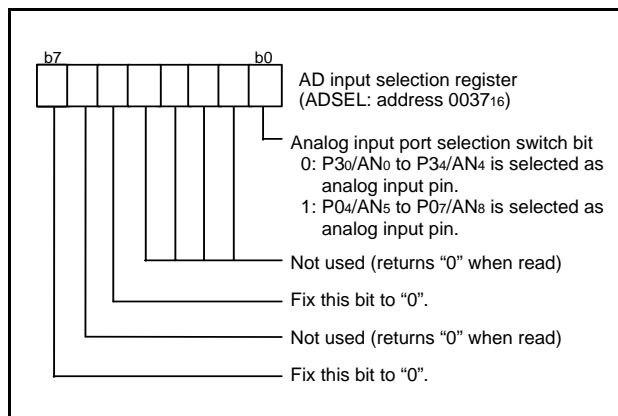 b7 b0
AD input selection register
(ADSEL: address 003716)
Analog input port selection switch bit
0: P30/AN0 to P34/AN4 is selected as
analog input pin.
1: P04/AN5 to P07/AN8 is selected as
analog input pin.
Not used (returns “0” when read)
Fix this bit to “0”.
Not used (returns “0” when read)
Fix this bit to “0”.